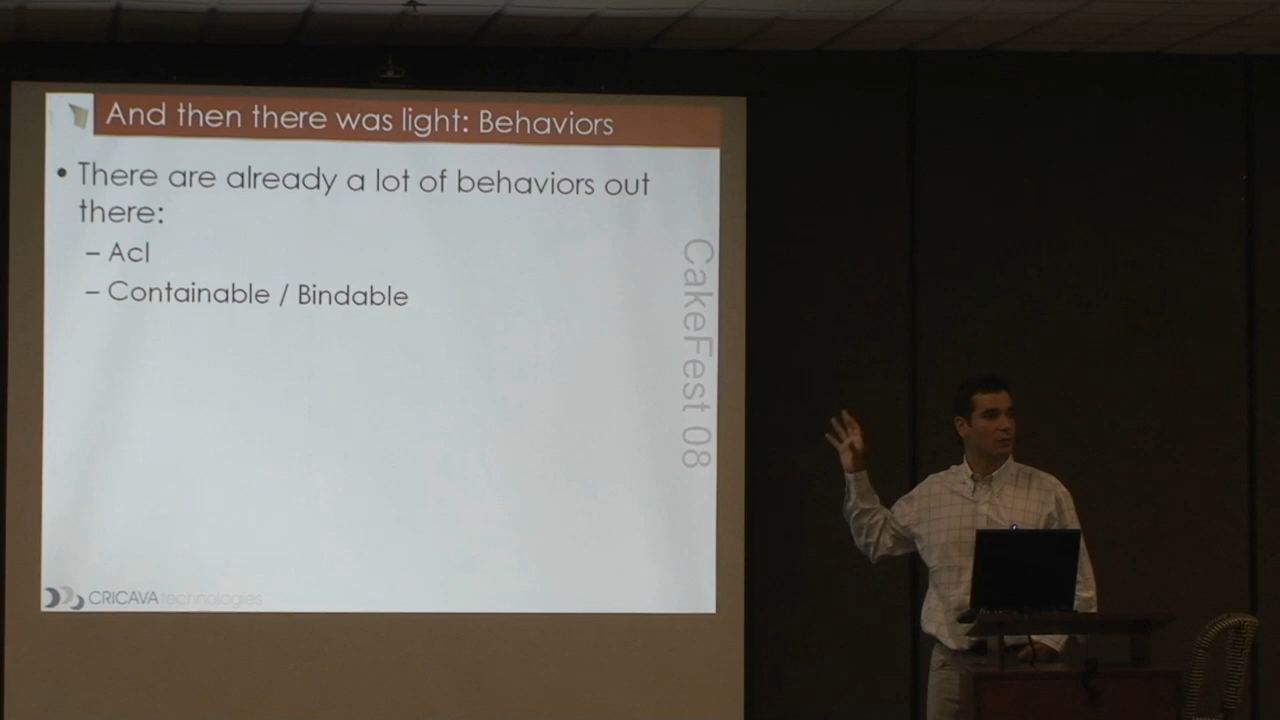 And then there was light: Behaviors
• There are already a lot of behaviors out
there:
– Acl
– Containable / Bindable
CakeFest 08
CRICAVA technologies